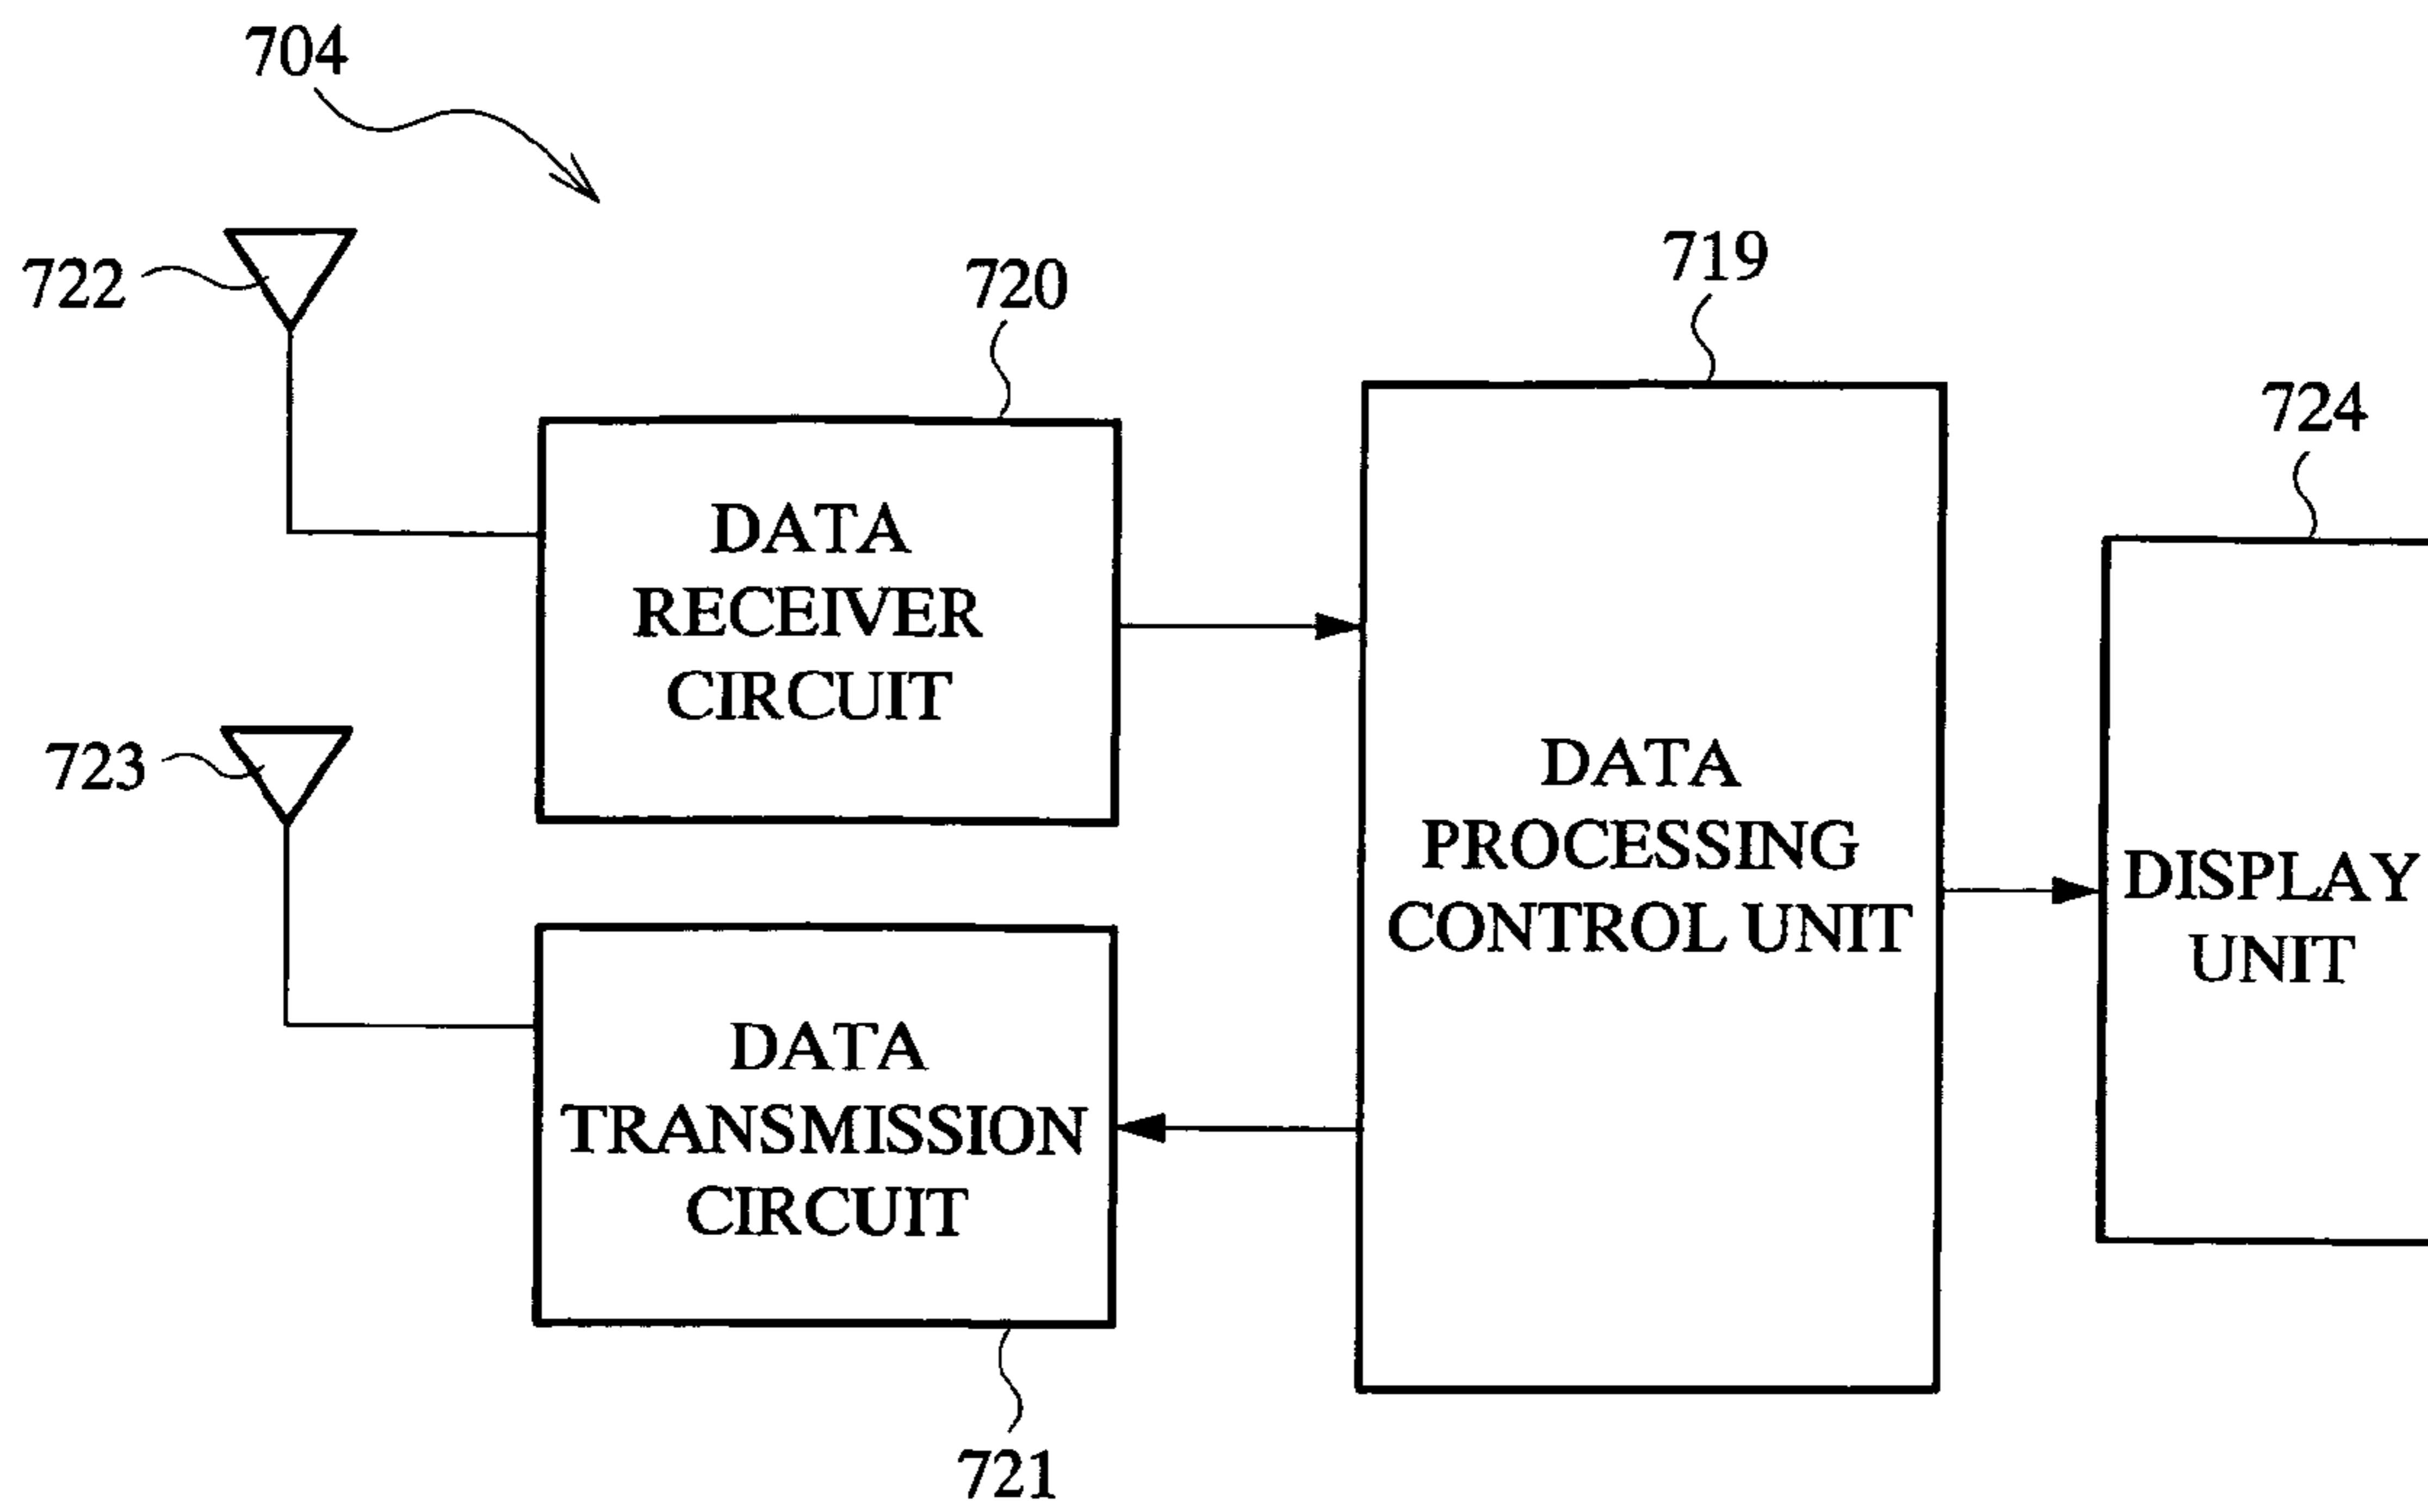 704
722
720
719
724
DATA
RECEIVER
CIRCUIT
723
DATA
PROCESSING
CONTROL UNIT
DISPLAY
UNIT
DATA
TRANSMISSION
CIRCUIT
721